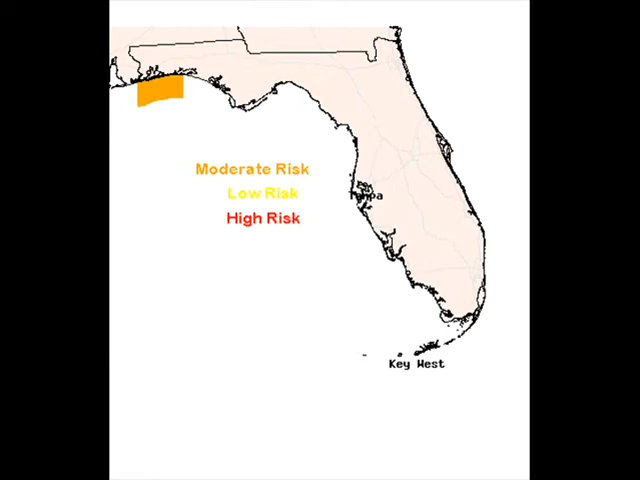 Moderate Risk
Low Risk
High Risk
Tampa
Key West